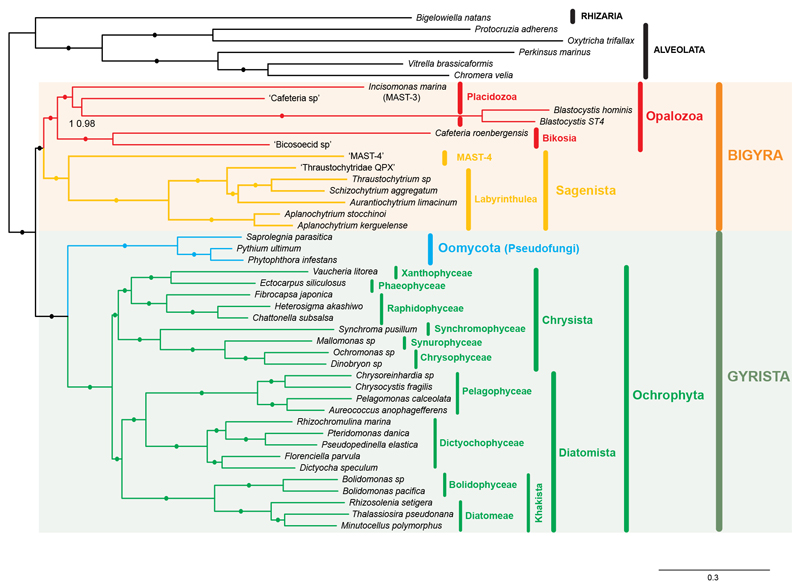 Bigelowiella natans
RHIZARIA
Protocruzia adherens
Oxytricha trifallax
Perkinsus marinus
ALVEOLATA
Vitrella brassicaformis
Chromera velia
Incisomonas marina
(MAST-3)
Placidozoa
‘Cafeteria sp’
Blastocystis hominis
Opalozoa
1 0.98
Blastocystis ST4
Cafeteria roenbergensis
Bikosia
‘Bicosoecid sp’
‘MAST-4’
MAST-4
BIGYRA
‘Thraustochytridae QPX’
Thraustochytrium sp
Schizochytrium aggregatum
Sagenista
Labyrinthulea
Aurantiochytrium limacinum
Aplanochytrium stocchinoi
Aplanochytrium kerguelense
Saprolegnia parasitica
Pythium ultimum
Oomycota (Pseudofungi)
Phytophthora infestans
Vaucheria litorea
Xanthophyceae
Ectocarpus siliculosus
Phaeophyceae
Fibrocapsa japonica
Heterosigma akashiwo
Raphidophyceae
Chattonella subsalsa
Chrysista
Synchroma pusillum
Synchromophyceae
Mallomonas sp
Synurophyceae
Ochromonas sp
Chrysophyceae
Dinobryon sp
Chrysoreinhardia sp
GYRISTA
Chrysocystis fragilis
Pelagophyceae
Pelagomonas calceolata
Ochrophyta
Aureococcus anophagefferens
Rhizochromulina marina
Pteridomonas danica
Dictyochophyceae
Pseudopedinella elastica
Diatomista
Florenciella parvula
Dictyocha speculum
Bolidomonas sp
Bolidophyceae
Bolidomonas pacifica
Khakista
Rhizosolenia setigera
Thalassiosira pseudonana
Diatomeae
Minutocellus polymorphus
0.3